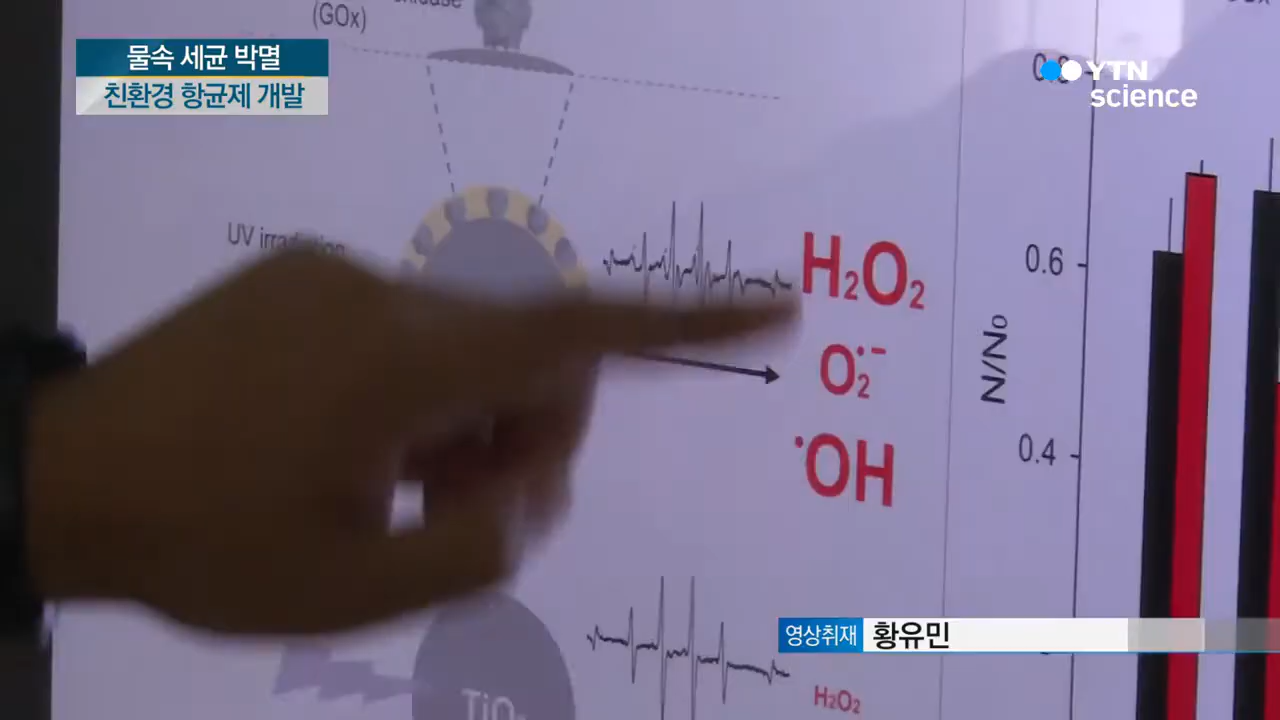 (GOx)
물속 세균 박멸
친환경 항균제 개발
YTN
science
UV irradiation
H₂O₂
O₂•⁻
•OH
0.6
N/N₀
0.4
영상취재 황유민
TiO₂
H₂O₂